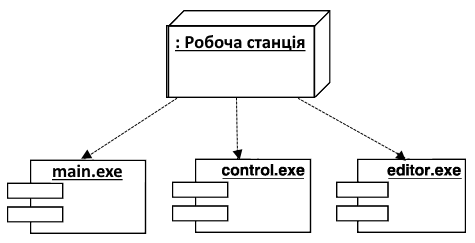 : Робоча станція
main.exe
control.exe
editor.exe